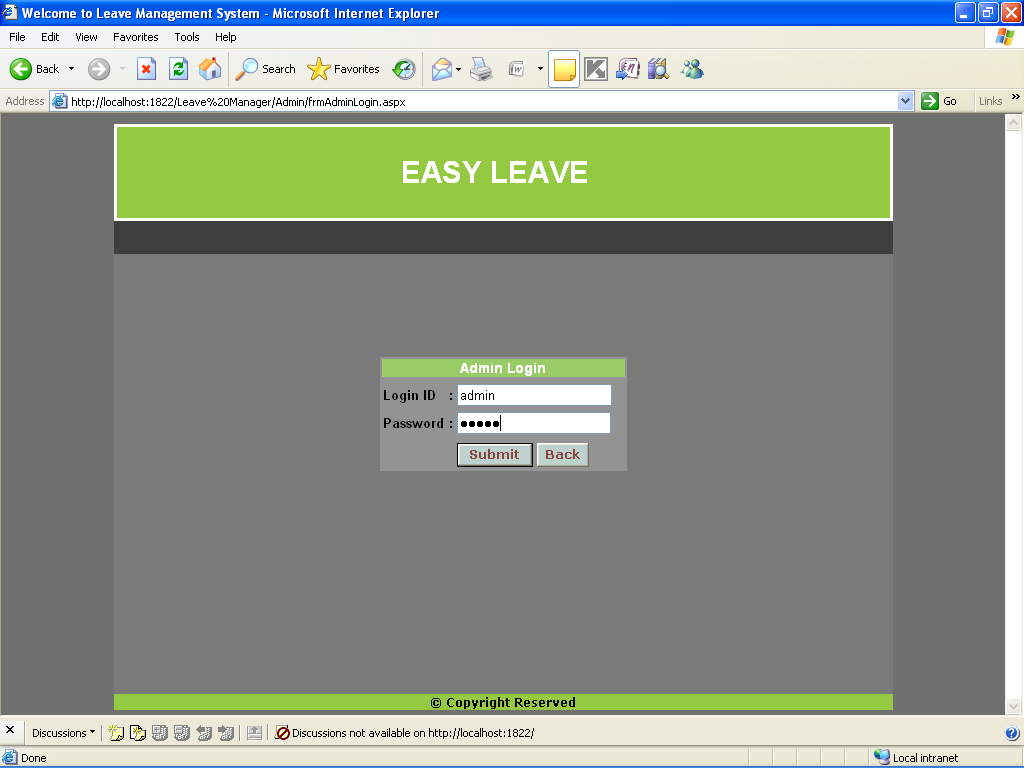 Welcome to Leave Management System - Microsoft Internet Explorer
File Edit View Favorites Tools Help
Back Search Favorites
Address http://localhost:1822/Leave%20Manager/Admin/frmAdminLogin.aspx Go Links »
EASY LEAVE
Admin Login
Login ID : admin
Password : ●●●●●
Submit Back
© Copyright Reserved
Discussions Discussions not available on http://localhost:1822/
Done Local intranet